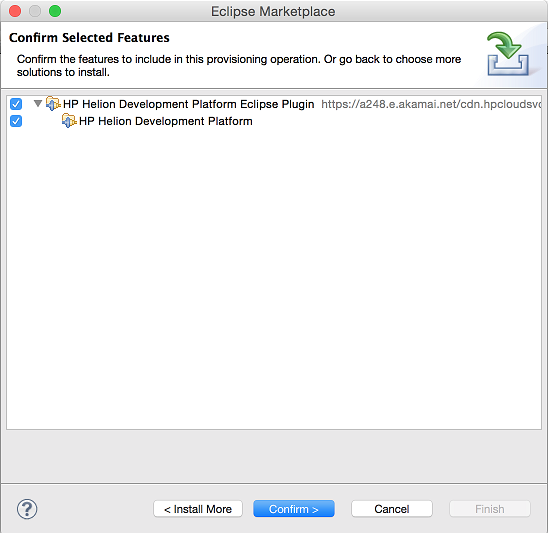 Eclipse Marketplace
Confirm Selected Features
Confirm the features to include in this provisioning operation. Or go back to choose more
solutions to install.
HP Helion Development Platform Eclipse Plugin https://a248.e.akamai.net/cdn.hpcloudsvc
HP Helion Development Platform
?
< Install More
Confirm >
Cancel
Finish